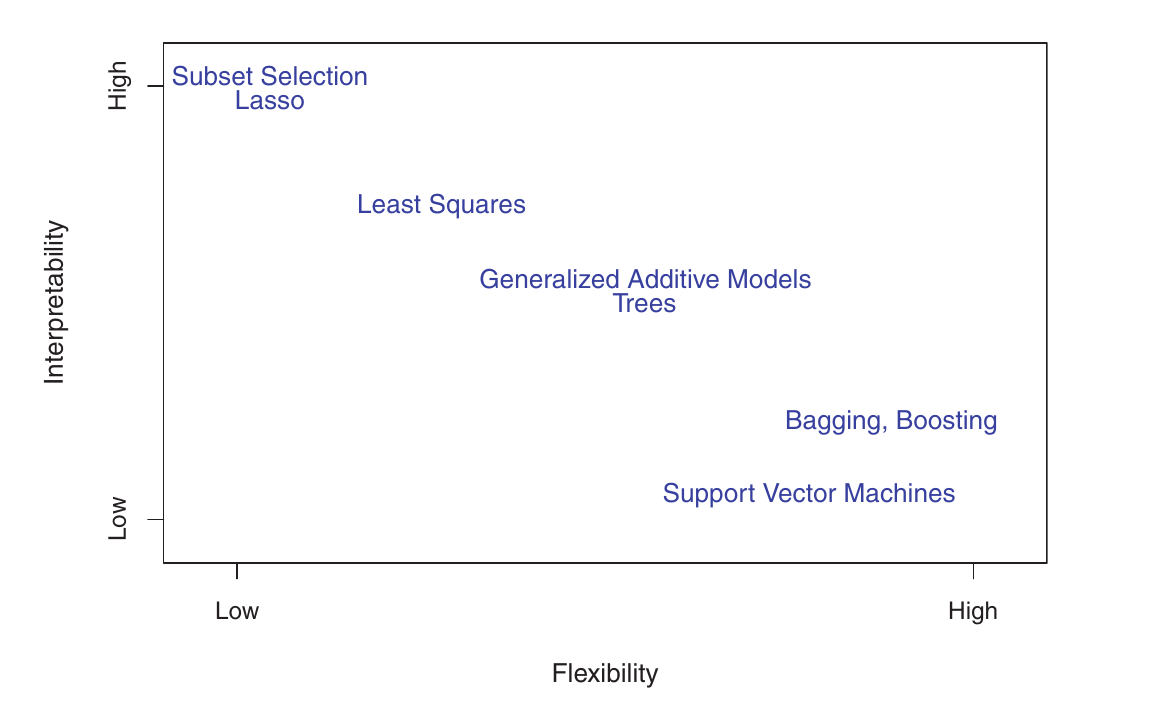 High
Subset Selection
Lasso
Least Squares
Interpretability
Generalized Additive Models
Trees
Bagging, Boosting
Support Vector Machines
Low
Low
High
Flexibility